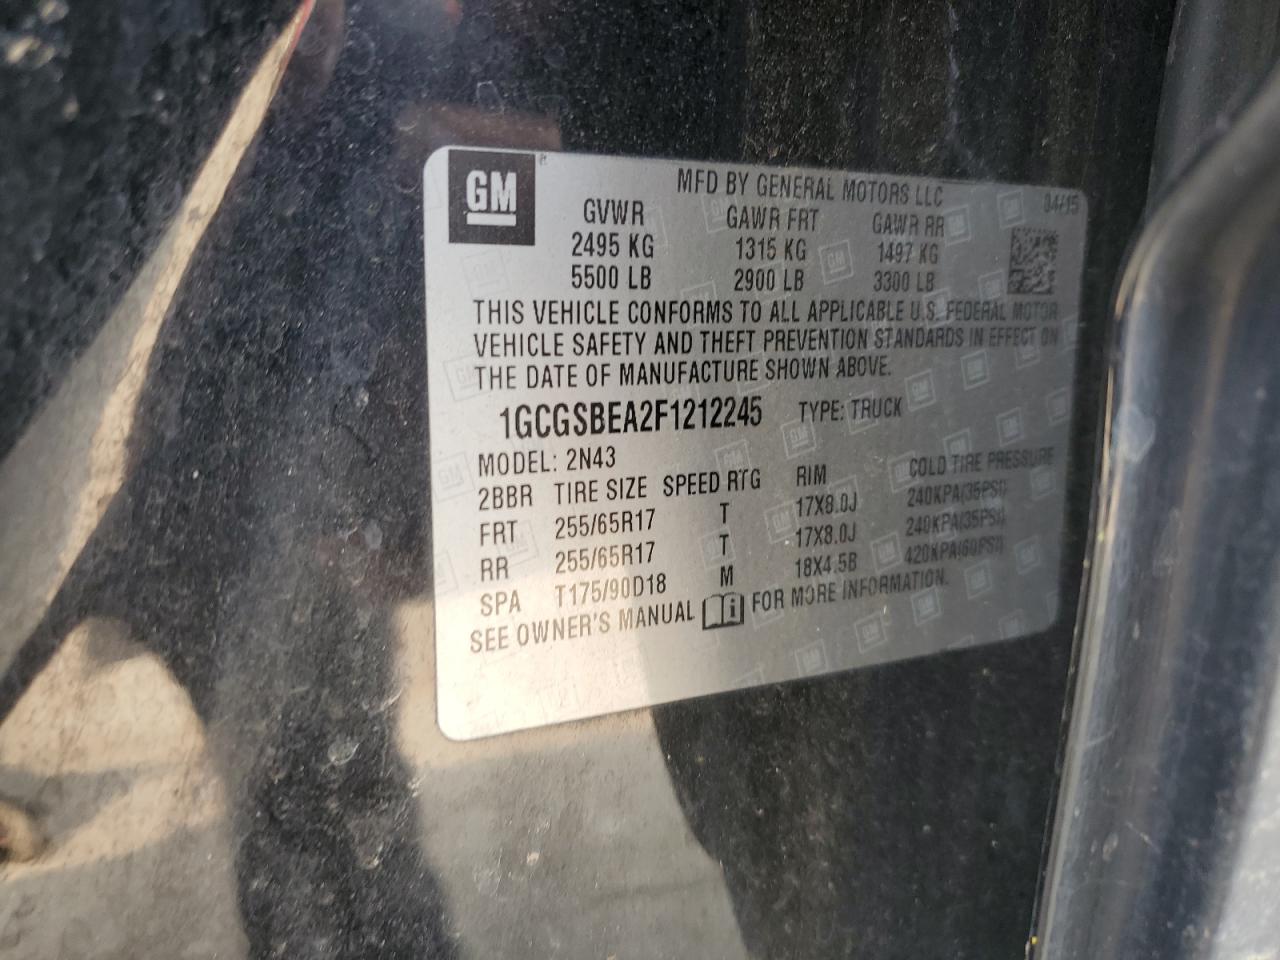 GM
MFD BY GENERAL MOTORS LLC 04/15
GVWR GAWR FRT GAWR RR
2495 KG 1315 KG 1497 KG
5500 LB 2900 LB 3300 LB
THIS VEHICLE CONFORMS TO ALL APPLICABLE U.S. FEDERAL MOTOR
VEHICLE SAFETY AND THEFT PREVENTION STANDARDS IN EFFECT ON
THE DATE OF MANUFACTURE SHOWN ABOVE.
1GCGSBEA2F1212245 TYPE: TRUCK
MODEL: 2N43
2BBR TIRE SIZE SPEED RTG RIM COLD TIRE PRESSURE
FRT 255/65R17 T 17X8.0J 240KPA(35PSI)
RR 255/65R17 T 17X8.0J 240KPA(35PSI)
SPA T175/90D18 M 18X4.5B 420KPA(60PSI)
SEE OWNER'S MANUAL FOR MORE INFORMATION.